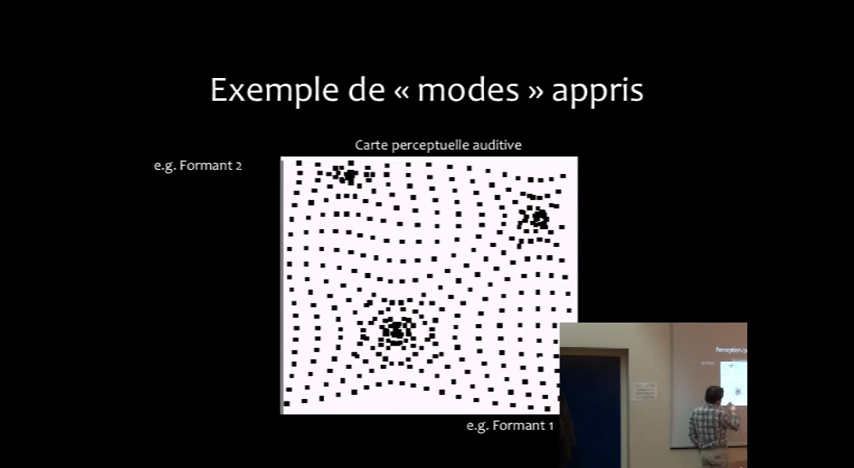 Exemple de « modes » appris
Carte perceptuelle auditive
e.g. Formant 2
e.g. Formant 1